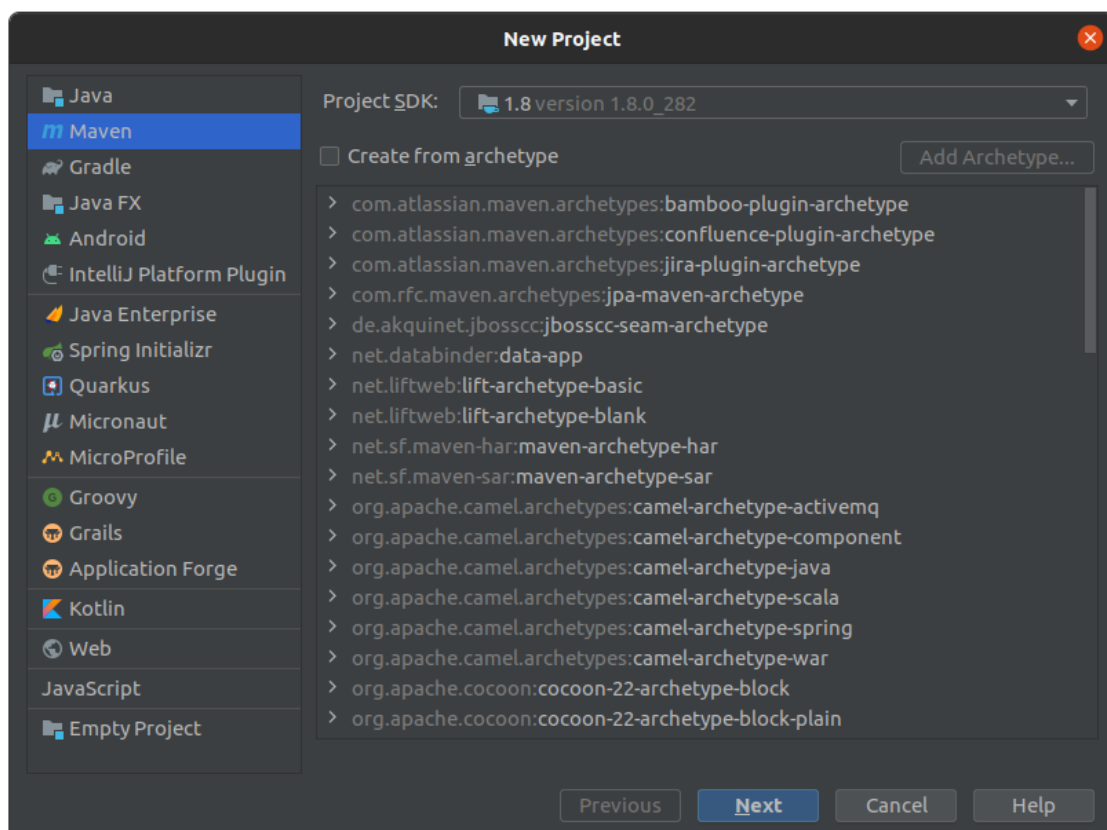 New Project
Java
Maven
Gradle
Java FX
Android
IntelliJ Platform Plugin
Java Enterprise
Spring Initializr
Quarkus
Micronaut
MicroProfile
Groovy
Grails
Application Forge
Kotlin
Web
JavaScript
Empty Project
Project SDK: 1.8 version 1.8.0_282
Create from archetype Add Archetype...
com.atlassian.maven.archetypes:bamboo-plugin-archetype
com.atlassian.maven.archetypes:confluence-plugin-archetype
com.atlassian.maven.archetypes:jira-plugin-archetype
com.rfc.maven.archetypes:jpa-maven-archetype
de.akquinet.jbosscc:jbosscc-seam-archetype
net.databinder:data-app
net.liftweb:lift-archetype-basic
net.liftweb:lift-archetype-blank
net.sf.maven-har:maven-archetype-har
net.sf.maven-sar:maven-archetype-sar
org.apache.camel.archetypes:camel-archetype-activemq
org.apache.camel.archetypes:camel-archetype-component
org.apache.camel.archetypes:camel-archetype-java
org.apache.camel.archetypes:camel-archetype-scala
org.apache.camel.archetypes:camel-archetype-spring
org.apache.camel.archetypes:camel-archetype-war
org.apache.cocoon:cocoon-22-archetype-block
org.apache.cocoon:cocoon-22-archetype-block-plain
Previous Next Cancel Help